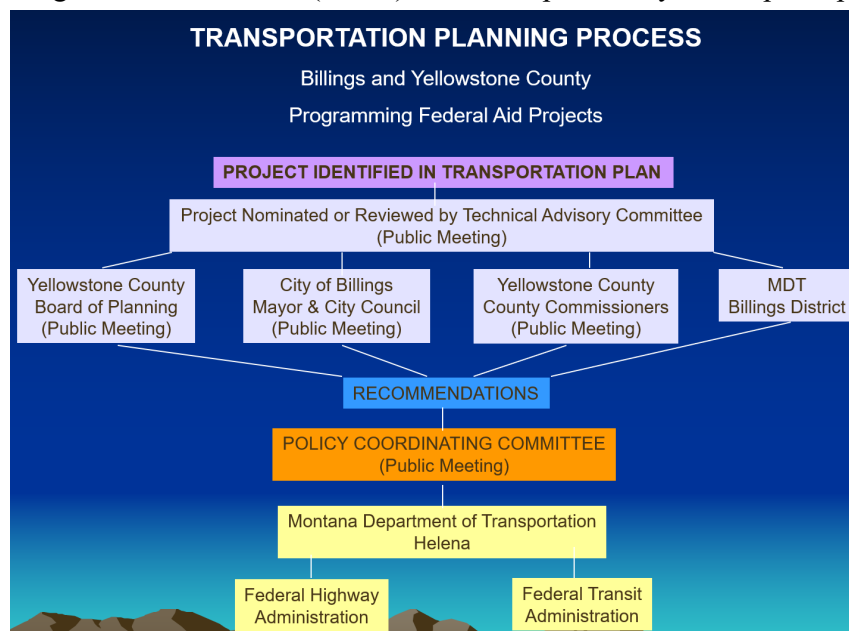 TRANSPORTATION PLANNING PROCESS
Billings and Yellowstone County
Programming Federal Aid Projects
PROJECT IDENTIFIED IN TRANSPORTATION PLAN
Project Nominated or Reviewed by Technical Advisory Committee
(Public Meeting)
Yellowstone County
Board of Planning
(Public Meeting)
City of Billings
Mayor & City Council
(Public Meeting)
Yellowstone County
County Commissioners
(Public Meeting)
MDT
Billings District
RECOMMENDATIONS
POLICY COORDINATING COMMITTEE
(Public Meeting)
Montana Department of Transportation
Helena
Federal Highway
Administration
Federal Transit
Administration